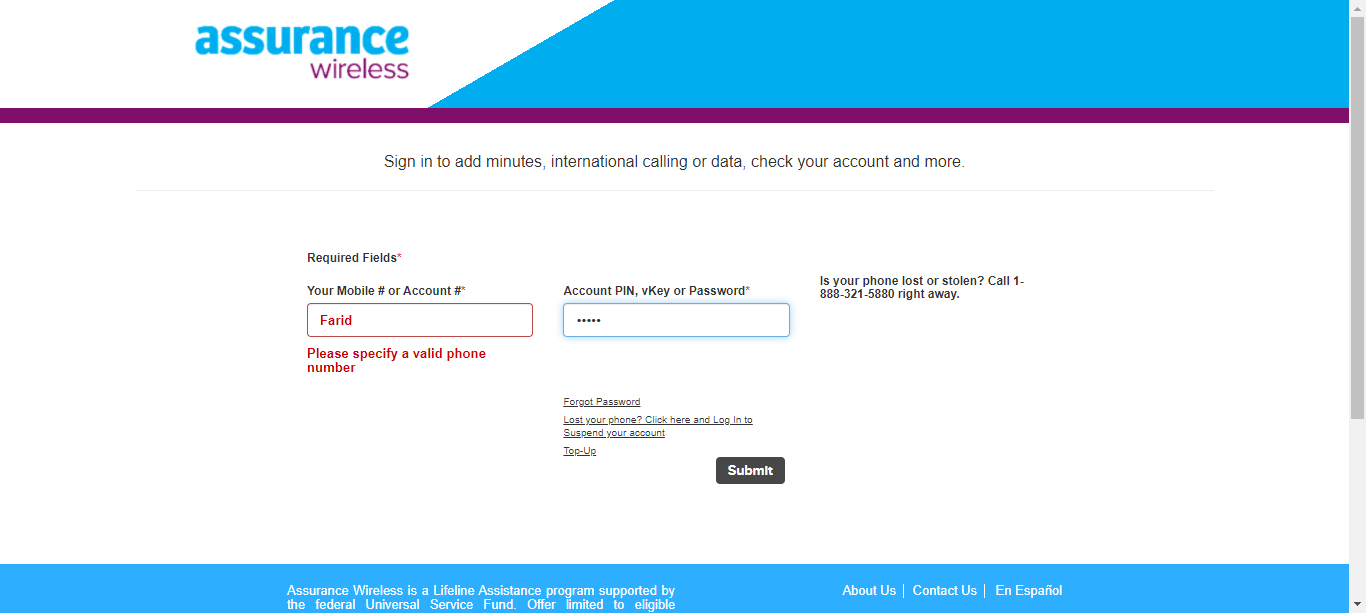 assurance
wireless
Sign in to add minutes, international calling or data, check your account and more.
Required Fields*
Your Mobile # or Account #*
Farid
Please specify a valid phone
number
Account PIN, vKey or Password*
•••••
Forgot Password
Lost your phone? Click here and Log In to
Suspend your account
Top-Up
Submit
Is your phone lost or stolen? Call 1-
888-321-5880 right away.
Assurance Wireless is a Lifeline Assistance program supported by
the federal Universal Service Fund. Offer limited to eligible
About Us | Contact Us | En Español